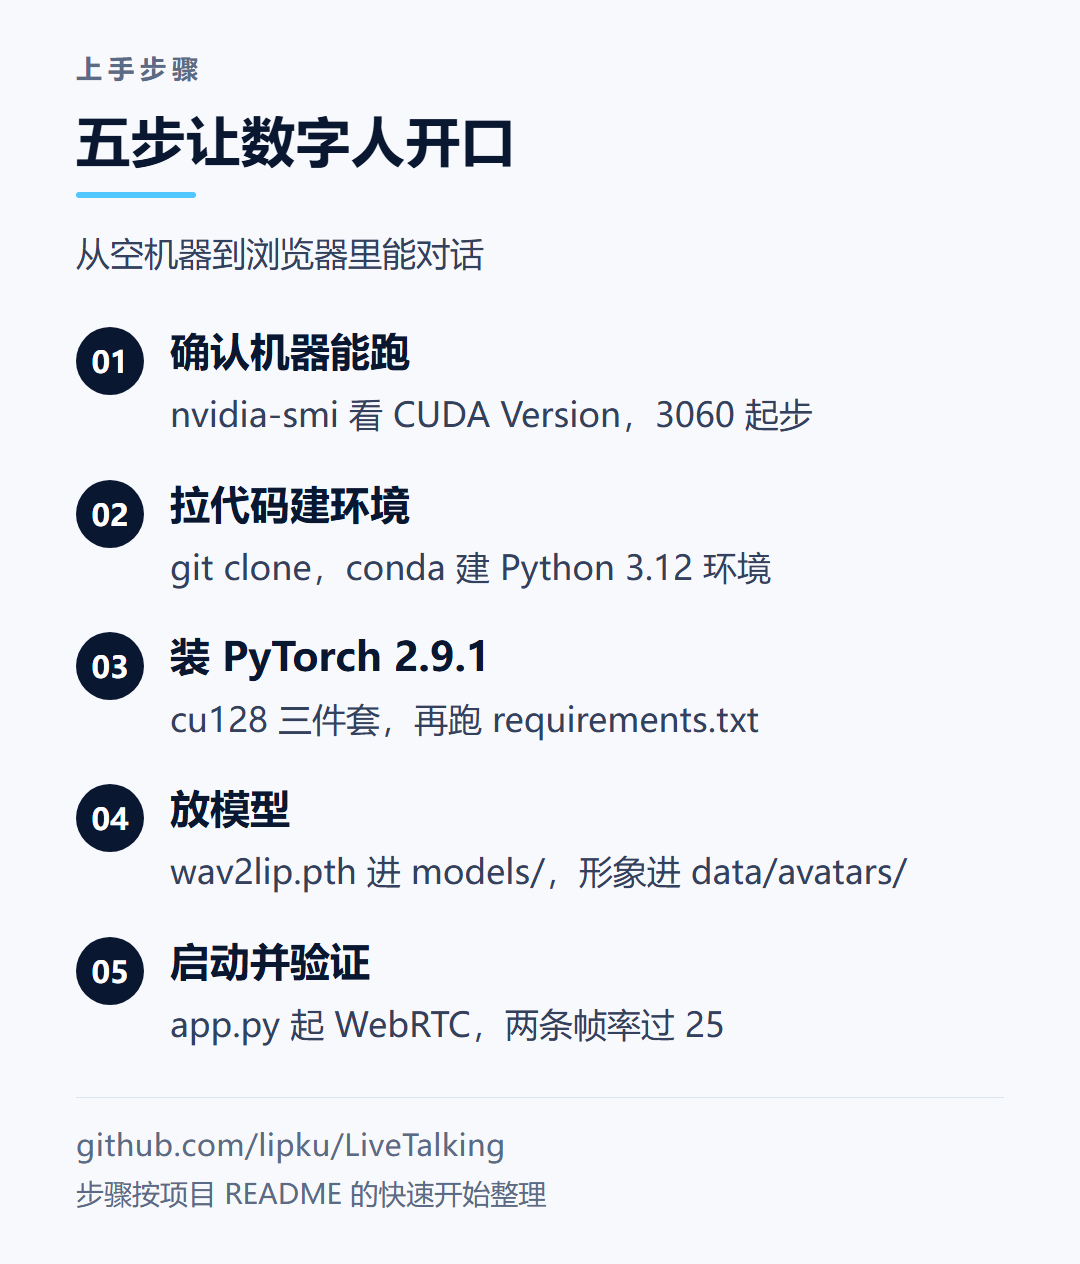 上手步骤
五步让数字人开口
从空机器到浏览器里能对话
01 确认机器能跑
nvidia-smi 看 CUDA Version，3060 起步
02 拉代码建环境
git clone，conda 建 Python 3.12 环境
03 装 PyTorch 2.9.1
cu128 三件套，再跑 requirements.txt
04 放模型
wav2lip.pth 进 models/，形象进 data/avatars/
05 启动并验证
app.py 起 WebRTC，两条帧率过 25
github.com/lipku/LiveTalking
步骤按项目 README 的快速开始整理